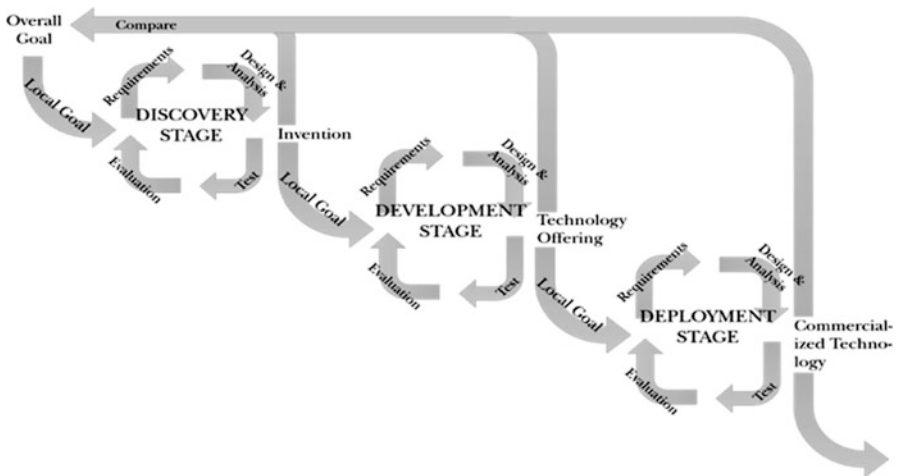 Overall
Goal
Compare
Local Goal
Requirements
Design &
Analysis
DISCOVERY
STAGE
Evaluation
Test
Invention
Local Goal
Requirements
Design &
Analysis
DEVELOPMENT
STAGE
Evaluation
Test
Technology
Offering
Local Goal
Requirements
Design &
Analysis
DEPLOYMENT
STAGE
Evaluation
Test
Commercial-
ized Techno-
logy